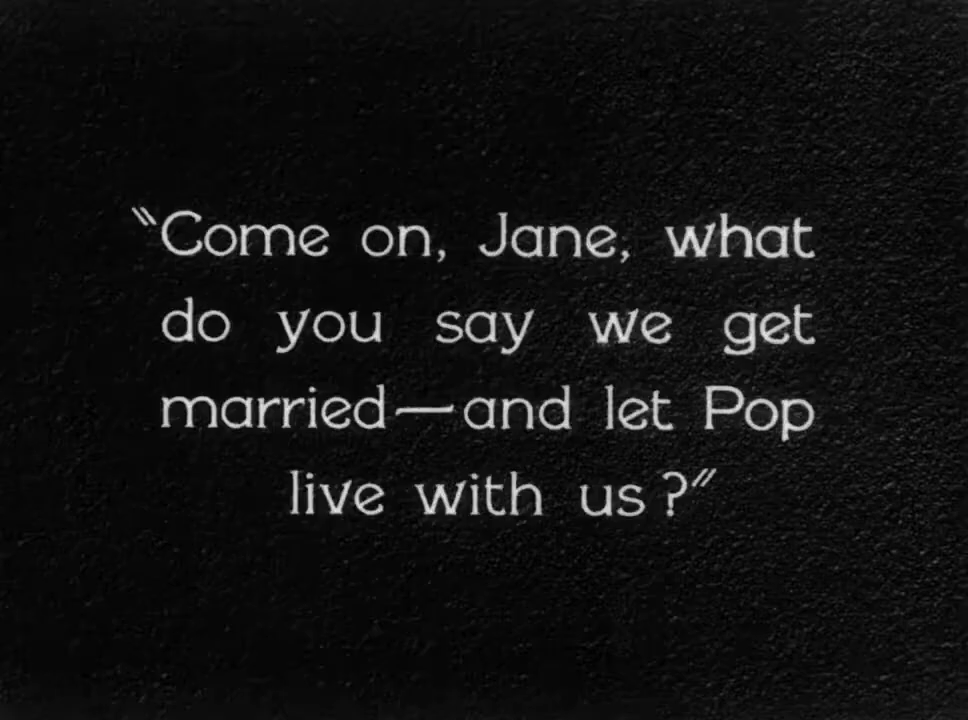 "Come on, Jane, what
do you say we get
married—and let Pop
live with us?"